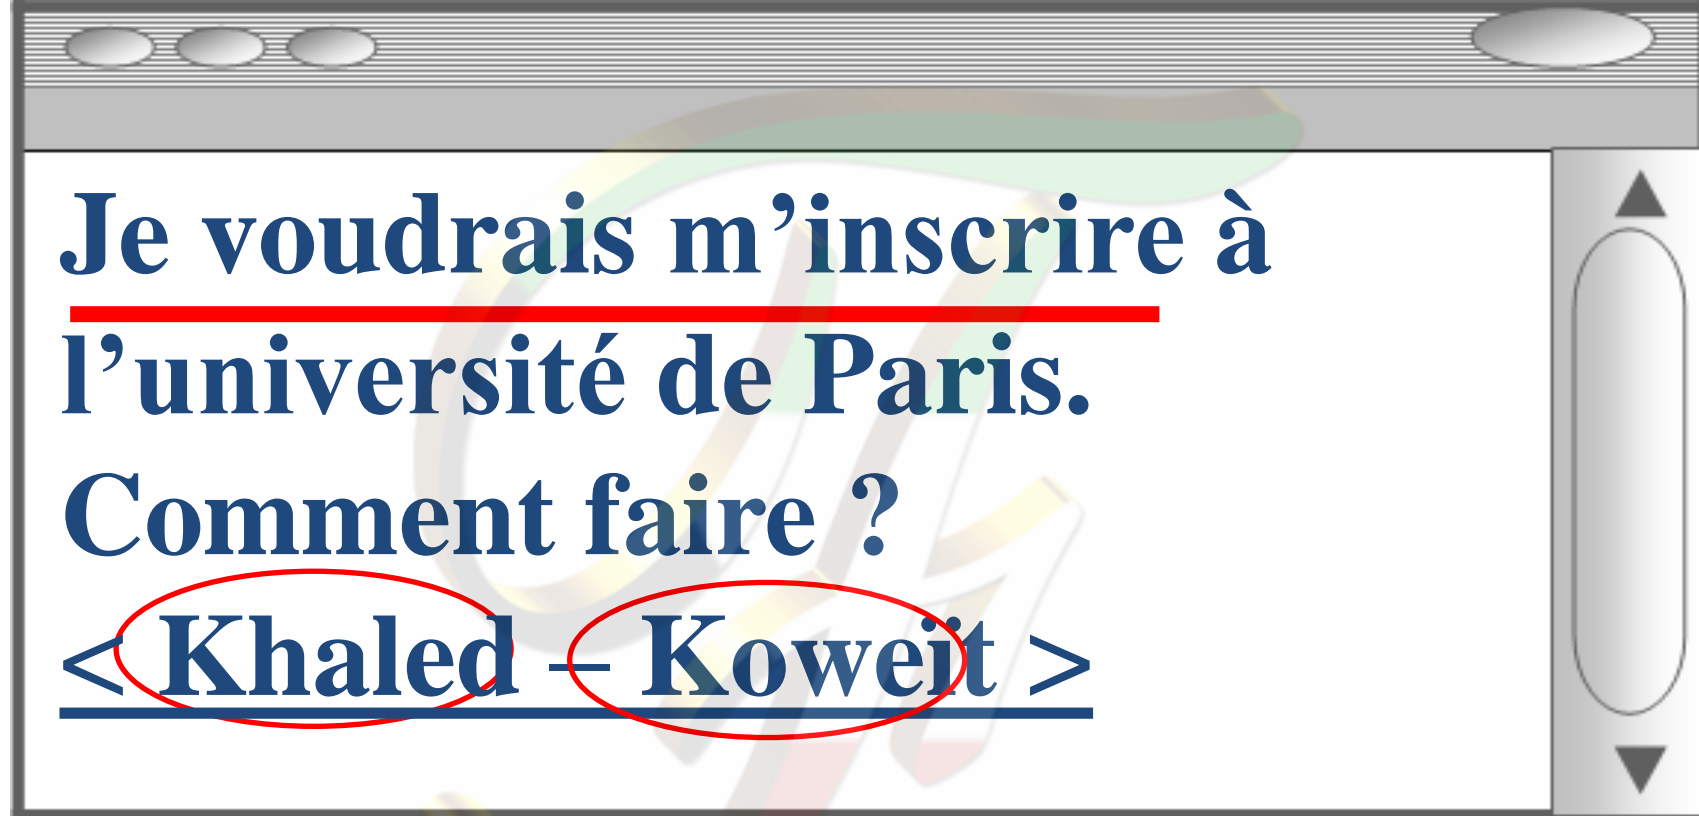 Je voudrais m’inscrire à
l’université de Paris.
Comment faire ?
< Khaled – Koweït >